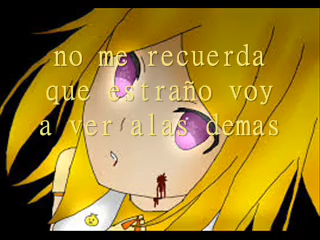 no me recuerda
que estraño voy
a ver alas demas